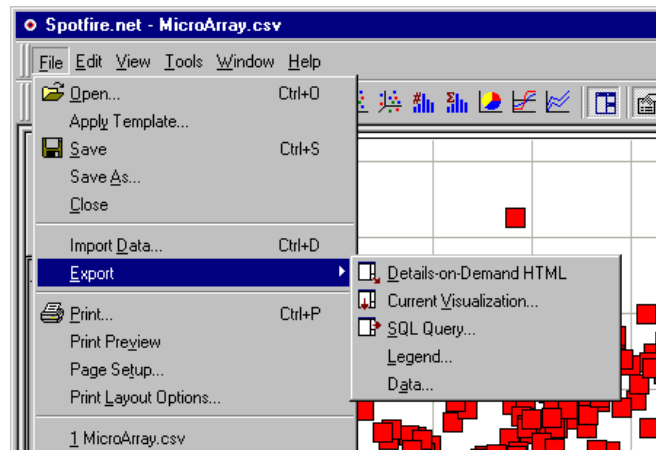 Spotfire.net - MicroArray.csv
File Edit View Tools Window Help
Open... Ctrl+O
Apply Template...
Save Ctrl+S
Save As...
Close
Import Data... Ctrl+D
Export
Details-on-Demand HTML
Current Visualization...
SQL Query...
Legend...
Data...
Print... Ctrl+P
Print Preview
Page Setup...
Print Layout Options...
1 MicroArray.csv